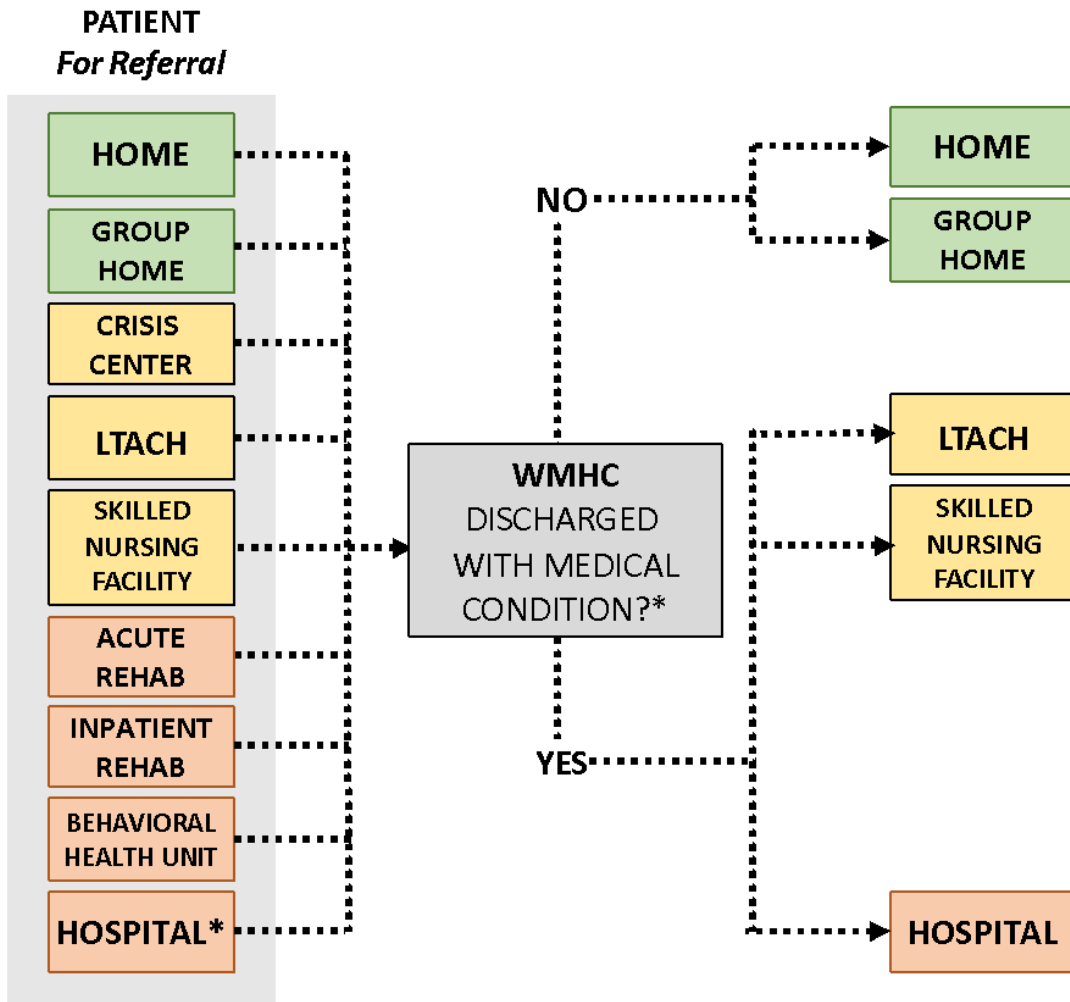 PATIENT
For Referral
HOME
GROUP
HOME
CRISIS
CENTER
LTACH
SKILLED
NURSING
FACILITY
ACUTE
REHAB
INPATIENT
REHAB
BEHAVIORAL
HEALTH UNIT
HOSPITAL*
WMHC
DISCHARGED
WITH MEDICAL
CONDITION?*
NO
YES
HOME
GROUP
HOME
LTACH
SKILLED
NURSING
FACILITY
HOSPITAL